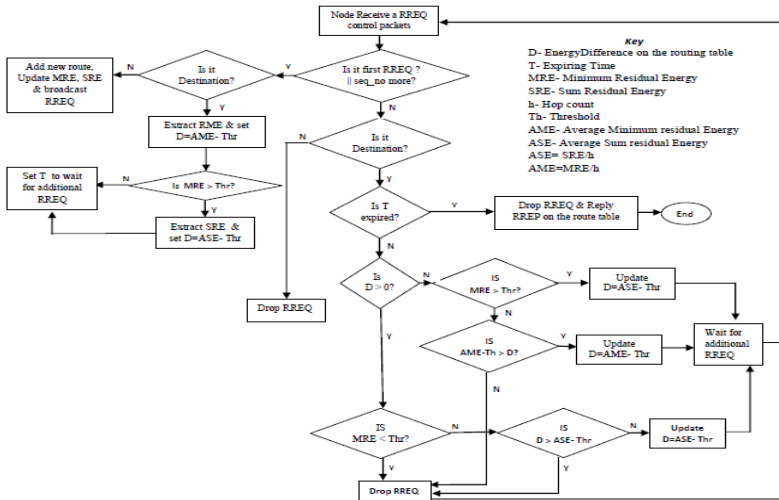 Node Receive a RREQ
control packets
Key
D- EnergyDifference on the routing table
T- Expiring Time
MRE- Minimum Residual Energy
SRE- Sum Residual Energy
h- Hop count
Th- Threshold
AME- Average Minimum residual Energy
ASE- Average Sum residual Energy
ASE= SRE/h
AME=MRE/h
Add new route,
Update MRE, SRE
& broadcast
RREQ
N
Is it
Destination?
Y
Is it first RREQ ?
|| seq_no more?
Y
N
Extract RME & set
D=AME- Thr
Is it
Destination?
N
Y
Set T to wait
for additional
RREQ
N
Is MRE > Thr?
Y
Extract SRE &
set D=ASE- Thr
Is T
expired?
Y
Drop RREQ & Reply
RREP on the route table
End
N
Is
D > 0?
N
IS
MRE > Thr?
Y
Update
D=ASE- Thr
Drop RREQ
Y
N
IS
AME-Th > D?
Y
Update
D=AME- Thr
Wait for
additional
RREQ
N
IS
MRE < Thr?
N
IS
D > ASE- Thr
N
Update
D=ASE- Thr
Y
Y
Drop RREQ